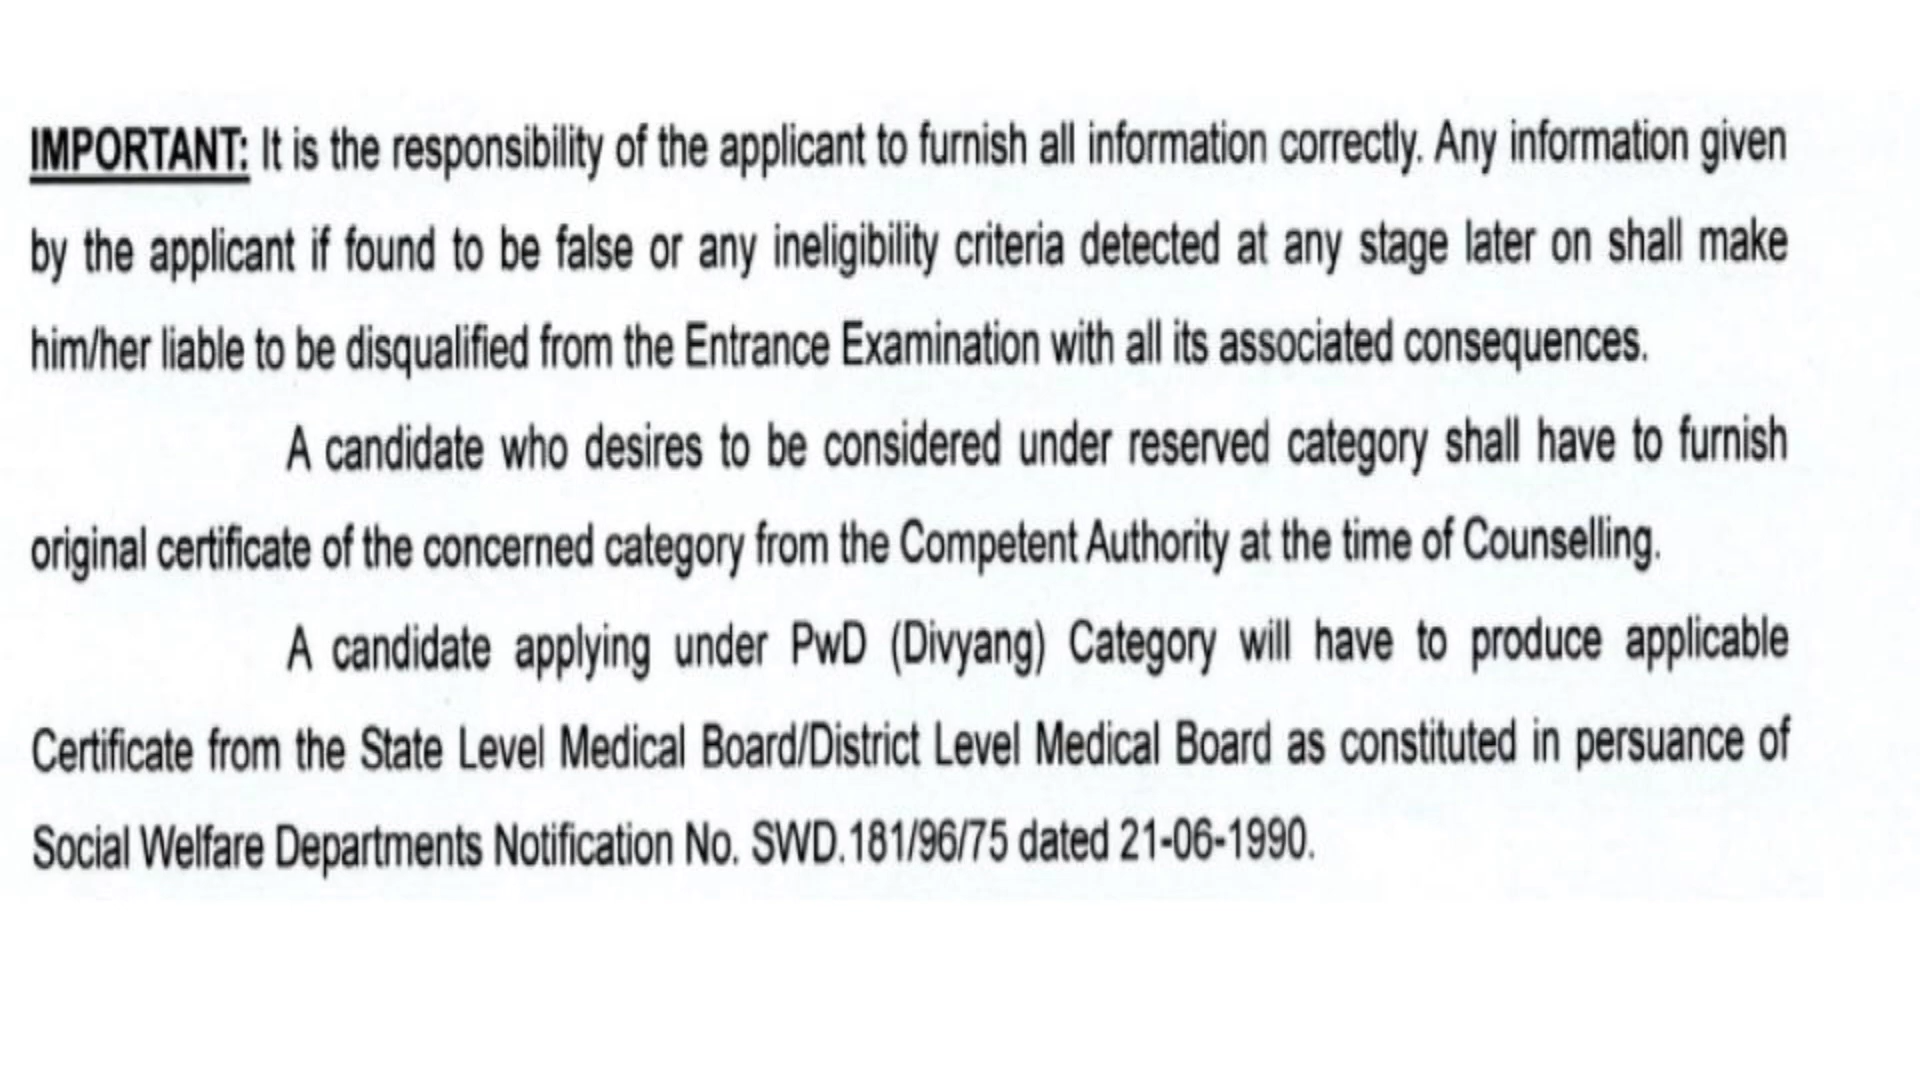 IMPORTANT: It is the responsibility of the applicant to furnish all information correctly. Any information given
by the applicant if found to be false or any ineligibility criteria detected at any stage later on shall make
him/her liable to be disqualified from the Entrance Examination with all its associated consequences.
A candidate who desires to be considered under reserved category shall have to furnish
original certificate of the concerned category from the Competent Authority at the time of Counselling.
A candidate applying under PwD (Divyang) Category will have to produce applicable
Certificate from the State Level Medical Board/District Level Medical Board as constituted in persuance of
Social Welfare Departments Notification No. SWD.181/96/75 dated 21-06-1990.